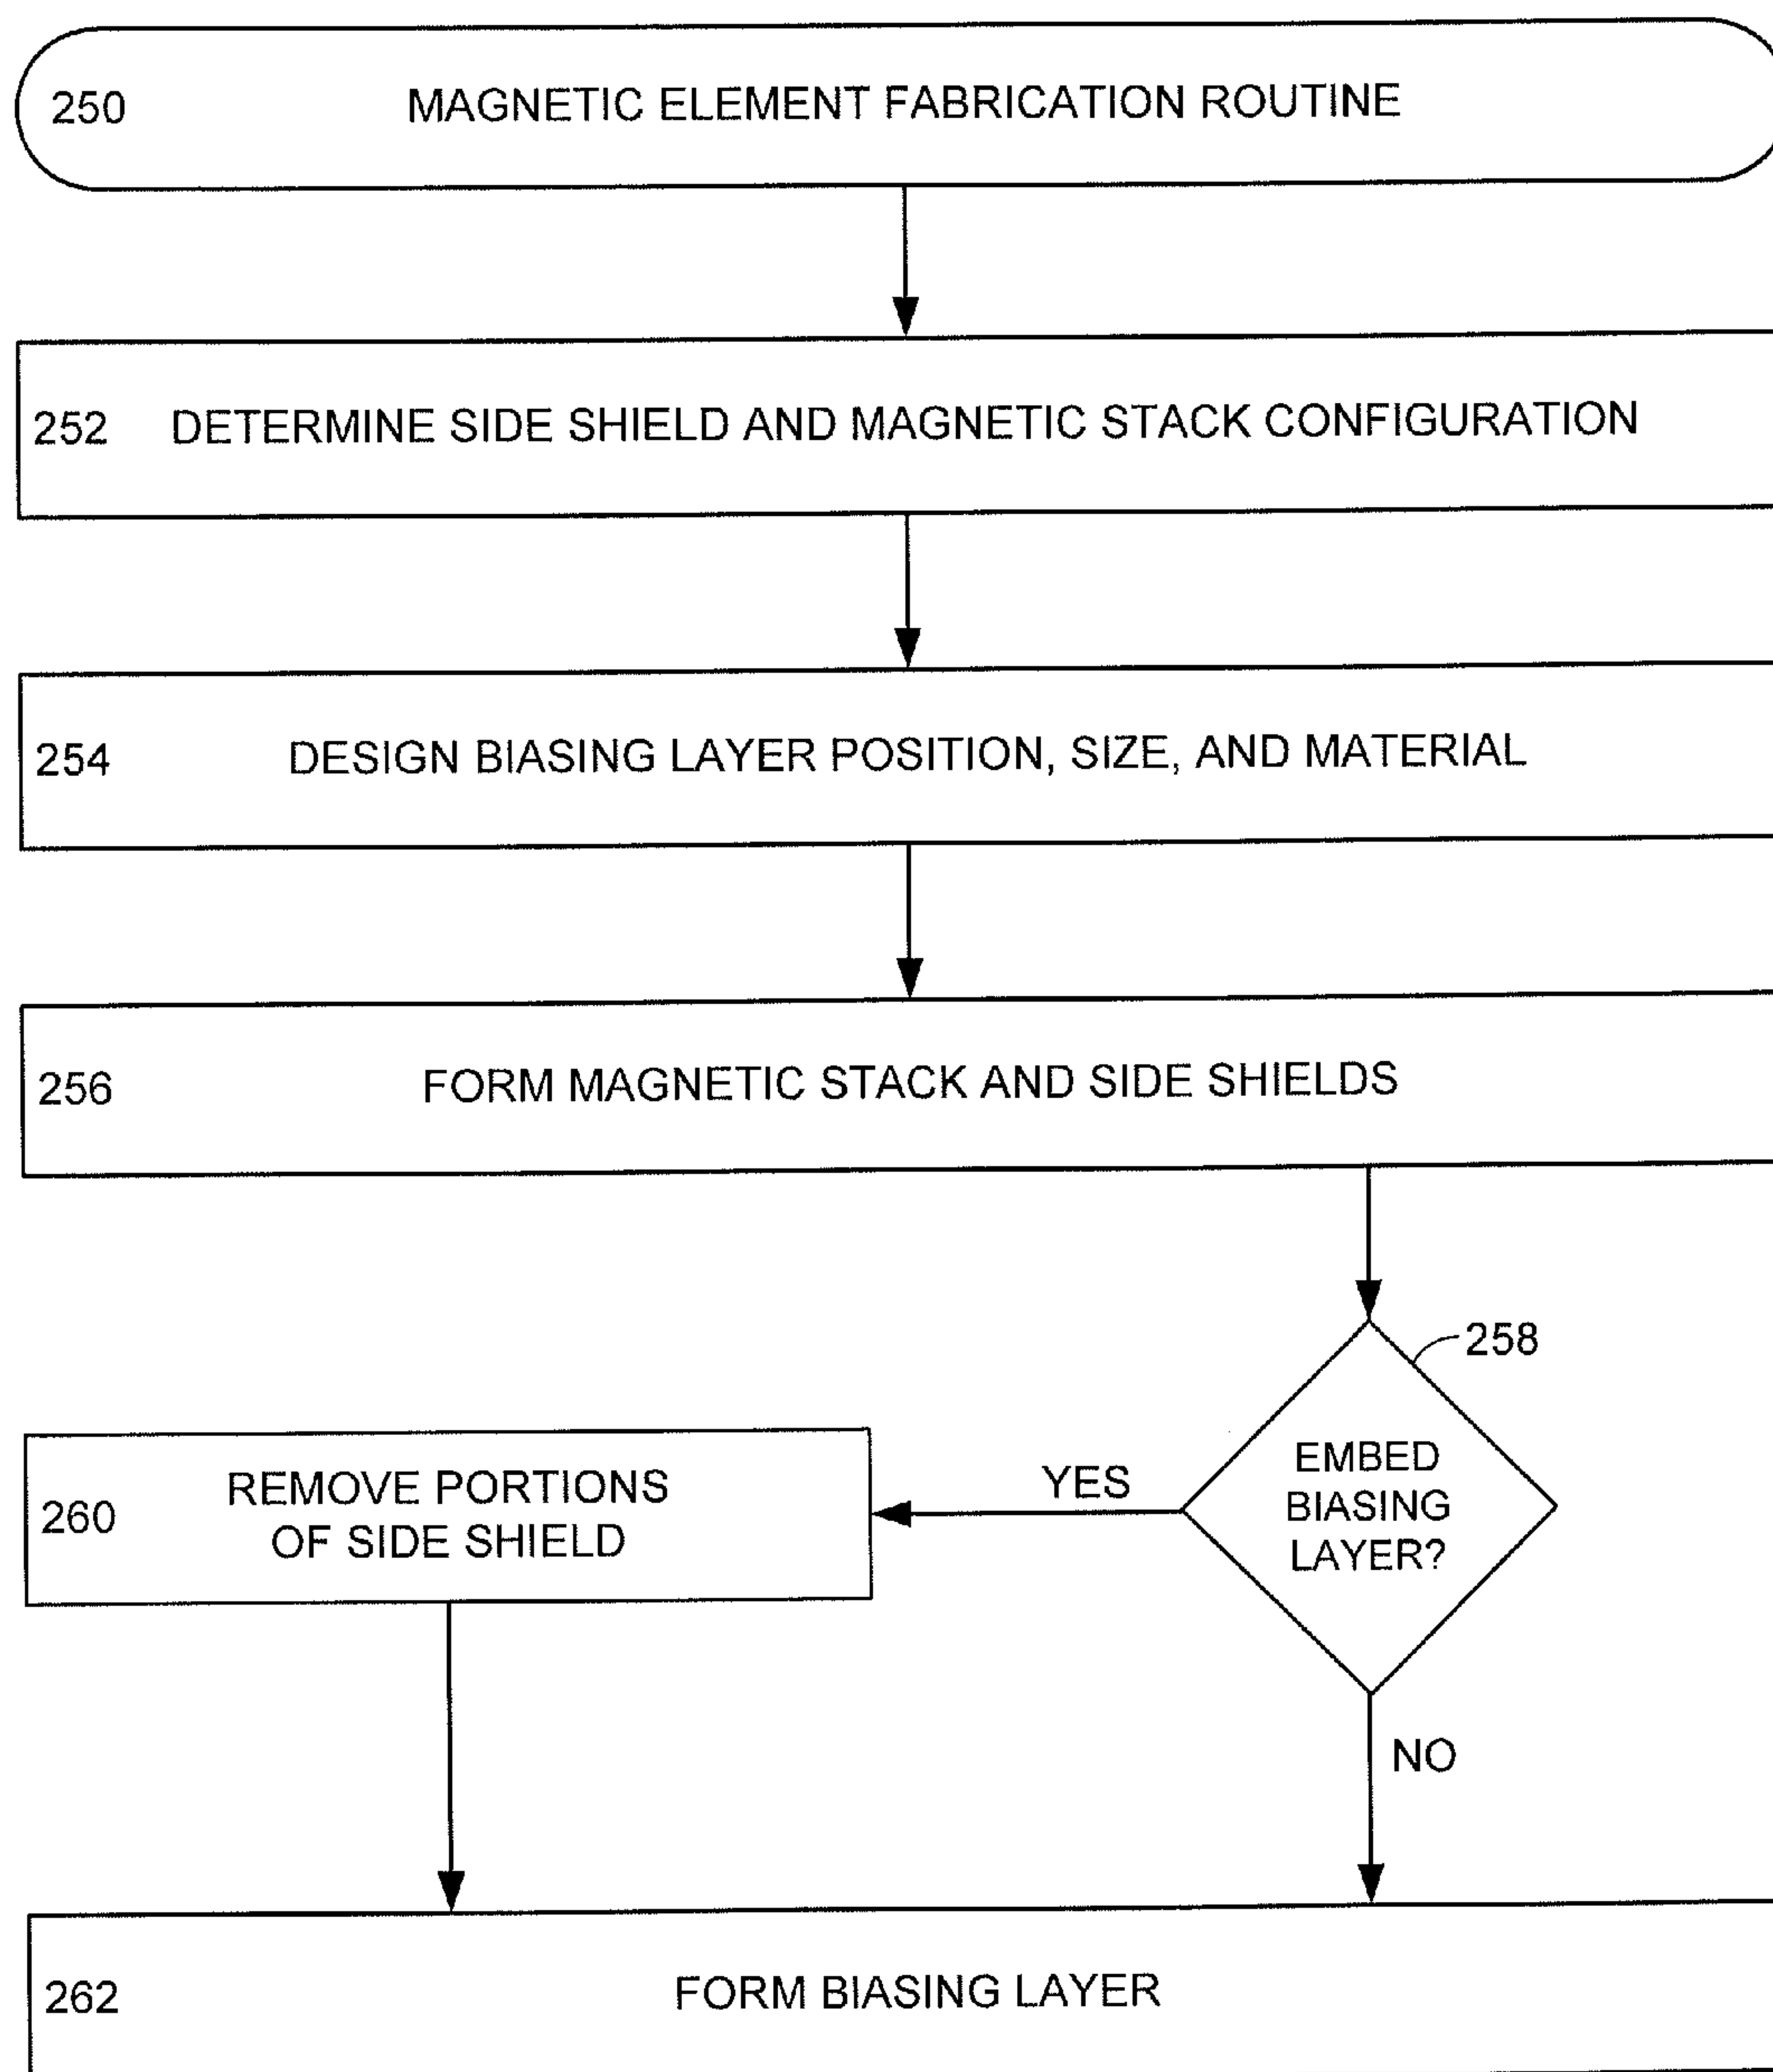 250 MAGNETIC ELEMENT FABRICATION ROUTINE
252 DETERMINE SIDE SHIELD AND MAGNETIC STACK CONFIGURATION
254 DESIGN BIASING LAYER POSITION, SIZE, AND MATERIAL
256 FORM MAGNETIC STACK AND SIDE SHIELDS
258
EMBED
BIASING
LAYER?
YES
260
REMOVE PORTIONS
OF SIDE SHIELD
NO
262 FORM BIASING LAYER